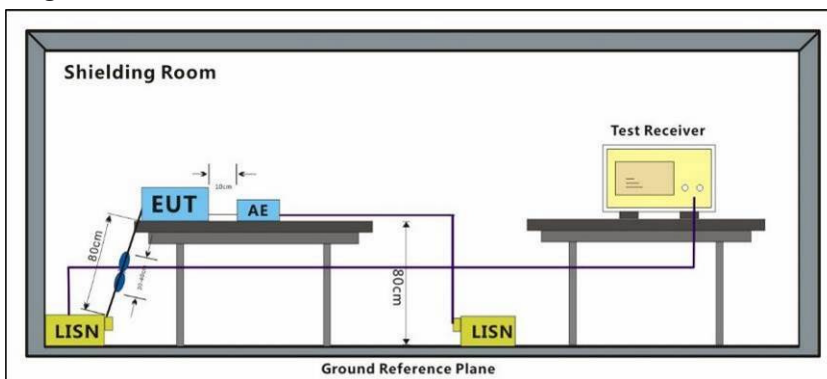 Shielding Room
Test Receiver
10cm
EUT
AE
80cm
80cm
LISN
LISN
Ground Reference Plane